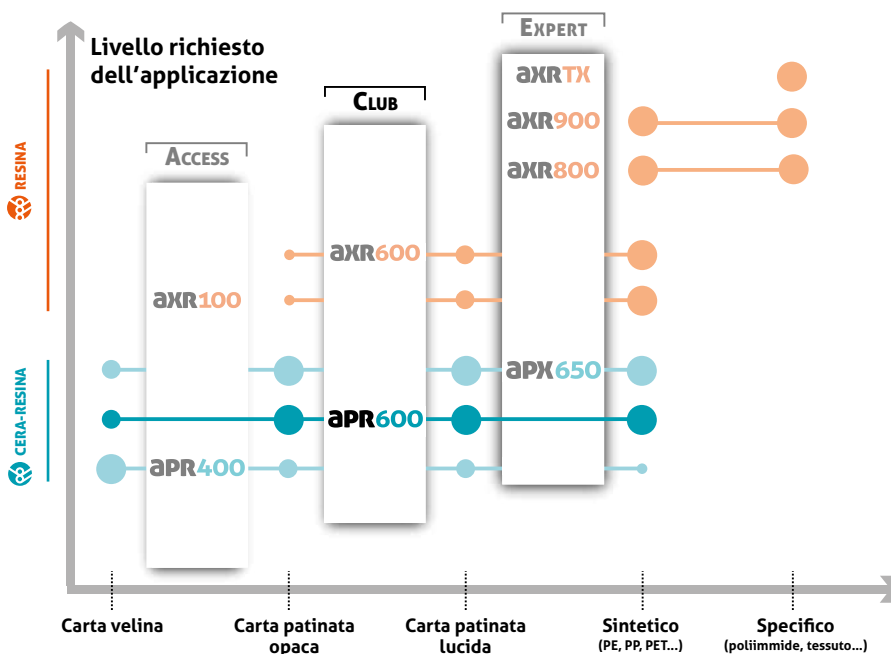 Livello richiesto
dell'applicazione
EXPERT
CLUB
ACCESS
RESINA
CERA-RESINA
aXRTX
aXR900
aXR800
aXR600
aXR100
aPX650
aPR600
aPR400
Carta velina
Carta patinata
opaca
Carta patinata
lucida
Sintetico
(PE, PP, PET...)
Specifico
(poliimmide, tessuto...)